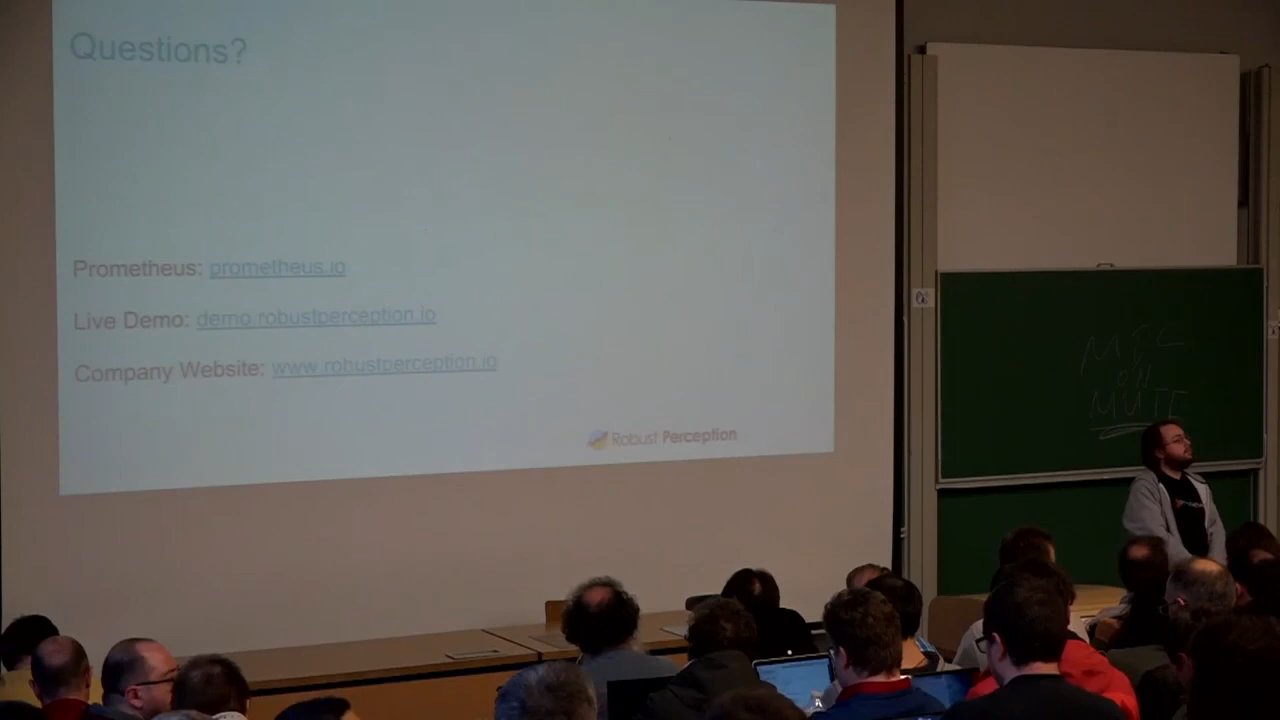 Questions?
Prometheus: prometheus.io
Live Demo: demo.robustperception.io
Company Website: www.robustperception.io
Robust Perception
MIC
ON
MUTE